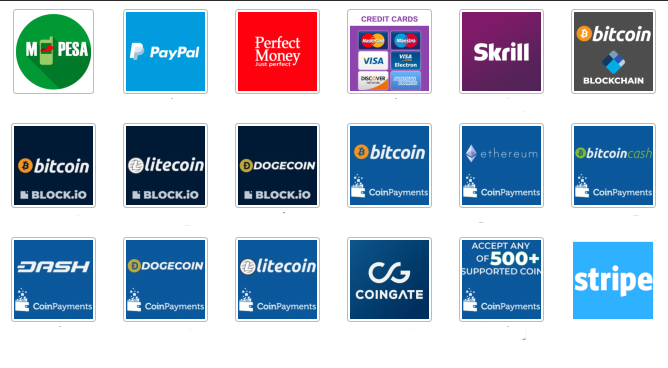 M PESA
PayPal
Perfect
Money
Just perfect
CREDIT CARDS
MasterCard
Maestro
VISA
VISA
Electron
DISCOVER
AMERICAN EXPRESS
Skrill
bitcoin
BLOCKCHAIN
bitcoin
BLOCK.io
litecoin
BLOCK.io
DOGECOIN
BLOCK.io
bitcoin
CoinPayments
ethereum
CoinPayments
bitcoincash
CoinPayments
DASH
CoinPayments
DOGECOIN
CoinPayments
litecoin
CoinPayments
CG
COINGATE
ACCEPT ANY
OF 500+
SUPPORTED COIN
CoinPayments
stripe